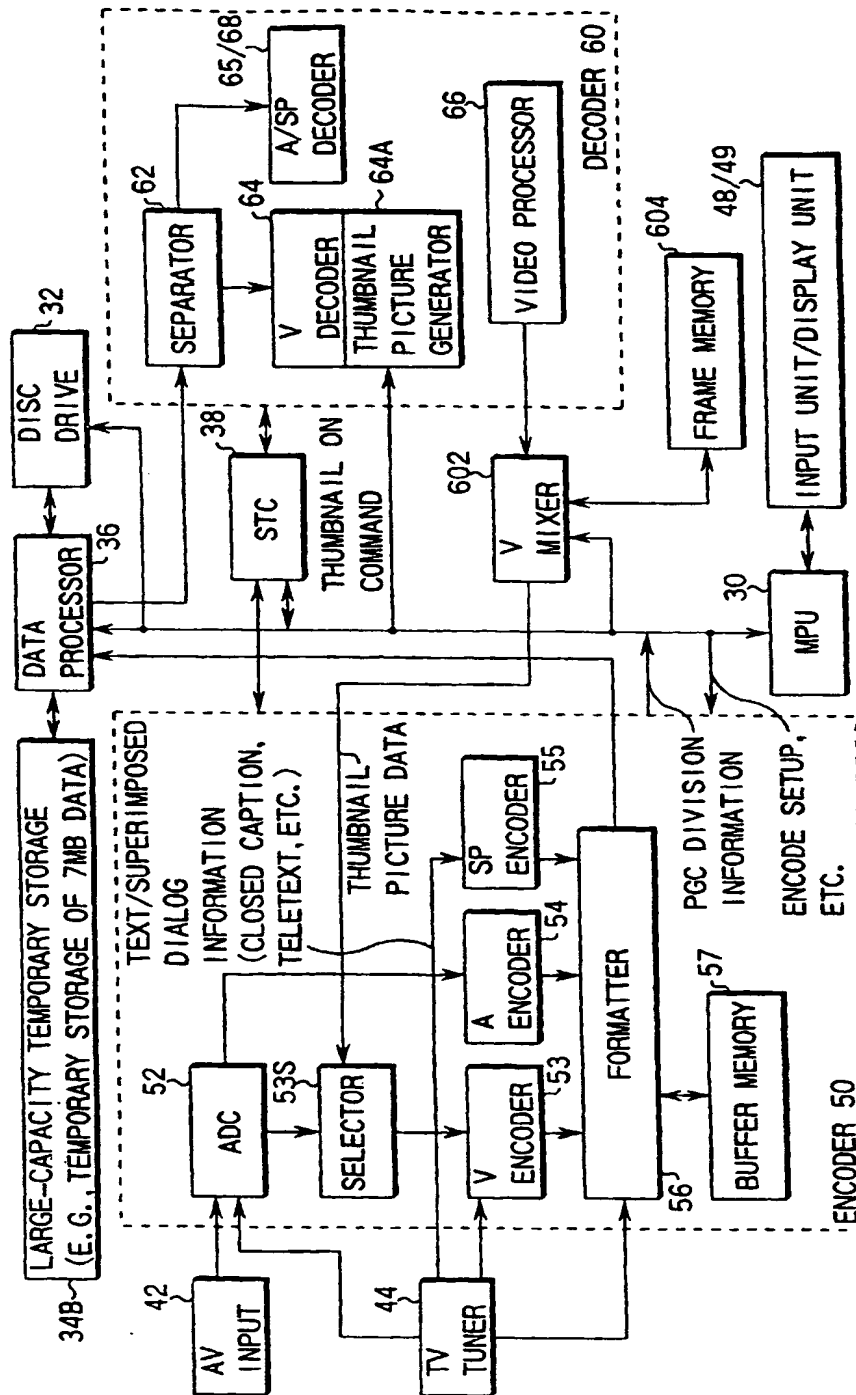 34B
LARGE-CAPACITY TEMPORARY STORAGE
(E.G., TEMPORARY STORAGE OF 7MB DATA)
DATA
PROCESSOR
36
DISC
DRIVE
32
42
AV
INPUT
44
TV
TUNER
52
ADC
53S
SELECTOR
TEXT/SUPERIMPOSED
DIALOG
INFORMATION
(CLOSED CAPTION,
TELETEXT,ETC.)
THUMBNAIL
PICTURE DATA
V
ENCODER
53
A
ENCODER
54
SP
ENCODER
55
FORMATTER
56
BUFFER MEMORY
57
ENCODER 50
38
STC
THUMBNAIL ON
COMMAND
62
SEPARATOR
65/68
A/SP
DECODER
64
V
DECODER
64A
THUMBNAIL
PICTURE
GENERATOR
66
VIDEO PROCESSOR
DECODER 60
602
V
MIXER
604
FRAME MEMORY
PGC DIVISION
INFORMATION
ENCODE SETUP,
ETC.
30
MPU
48/49
INPUT UNIT/DISPLAY UNIT